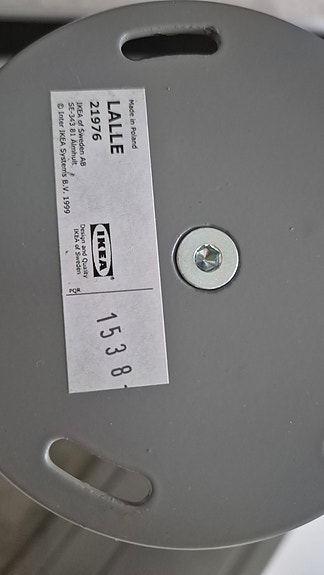 Made in Poland
LALLE
21976
IKEA of Sweden AB
SE-343 81 Älmhult
© Inter IKEA Systems B.V. 1999
IKEA
Design and Quality
IKEA of Sweden
1538